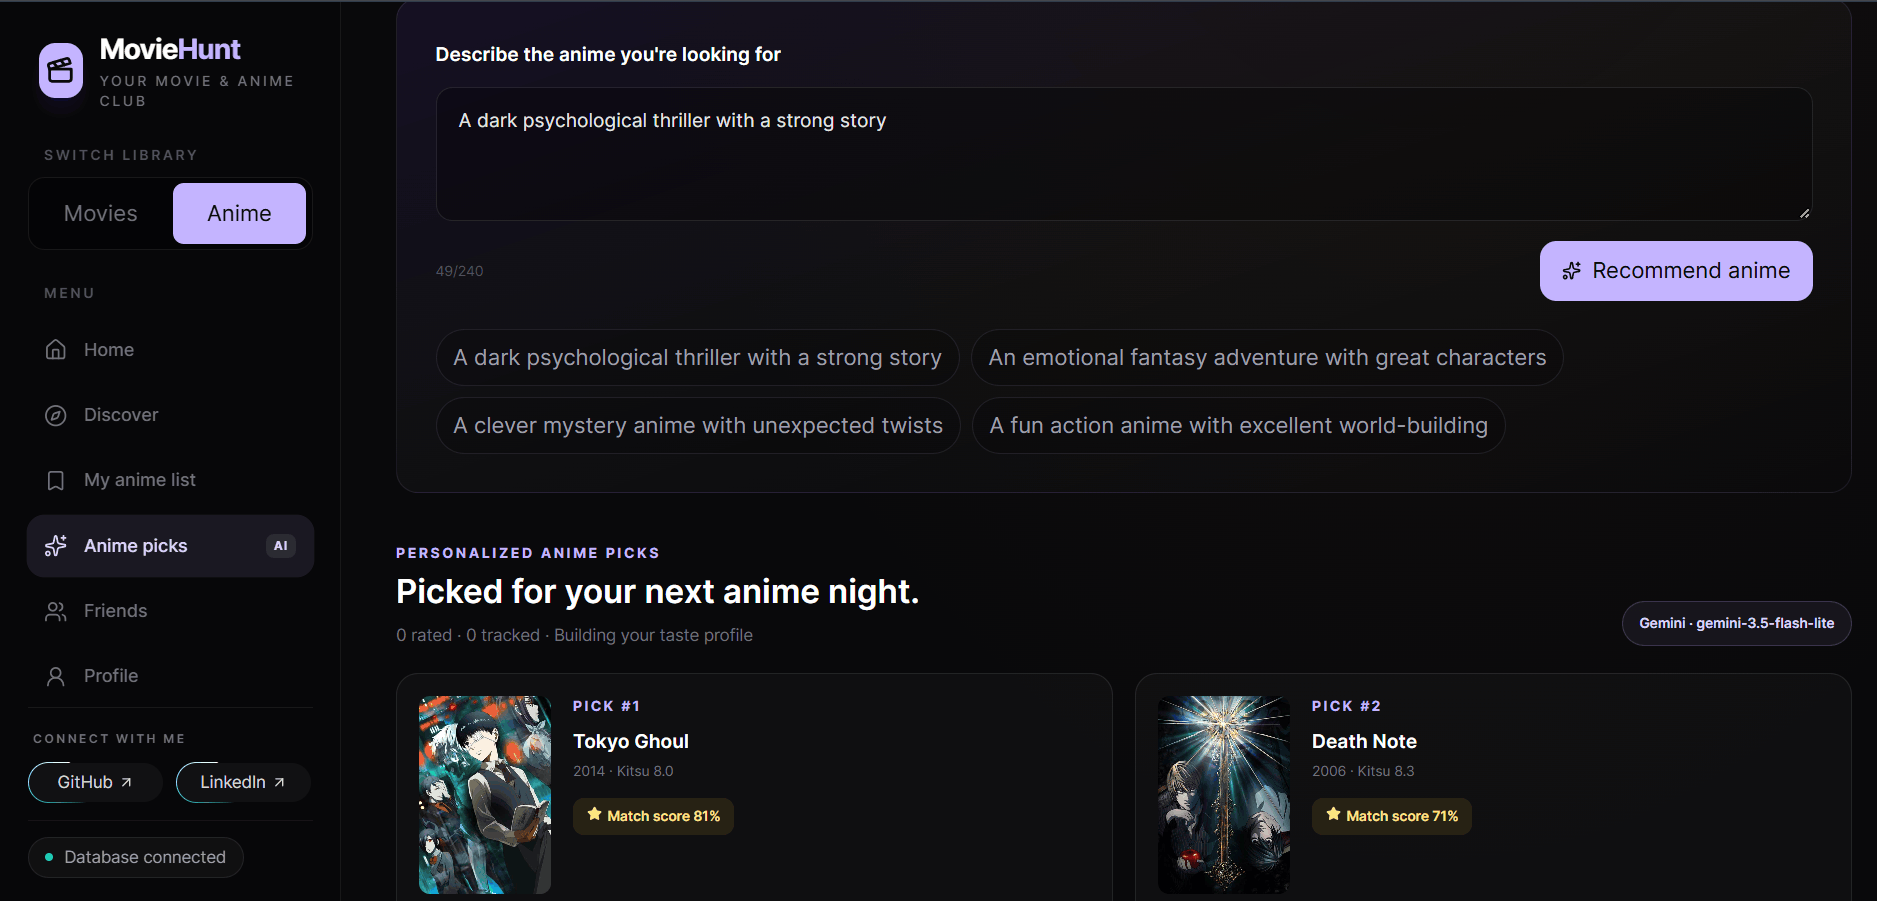 MovieHunt
YOUR MOVIE & ANIME
CLUB
SWITCH LIBRARY
Movies
Anime
MENU
Home
Discover
My anime list
Anime picks
AI
Friends
Profile
CONNECT WITH ME
GitHub ↗
LinkedIn ↗
Database connected
Describe the anime you're looking for
A dark psychological thriller with a strong story
49/240
Recommend anime
A dark psychological thriller with a strong story
An emotional fantasy adventure with great characters
A clever mystery anime with unexpected twists
A fun action anime with excellent world-building
PERSONALIZED ANIME PICKS
Picked for your next anime night.
0 rated · 0 tracked · Building your taste profile
Gemini · gemini-3.5-flash-lite
PICK #1
Tokyo Ghoul
2014 · Kitsu 8.0
Match score 81%
PICK #2
Death Note
2006 · Kitsu 8.3
Match score 71%